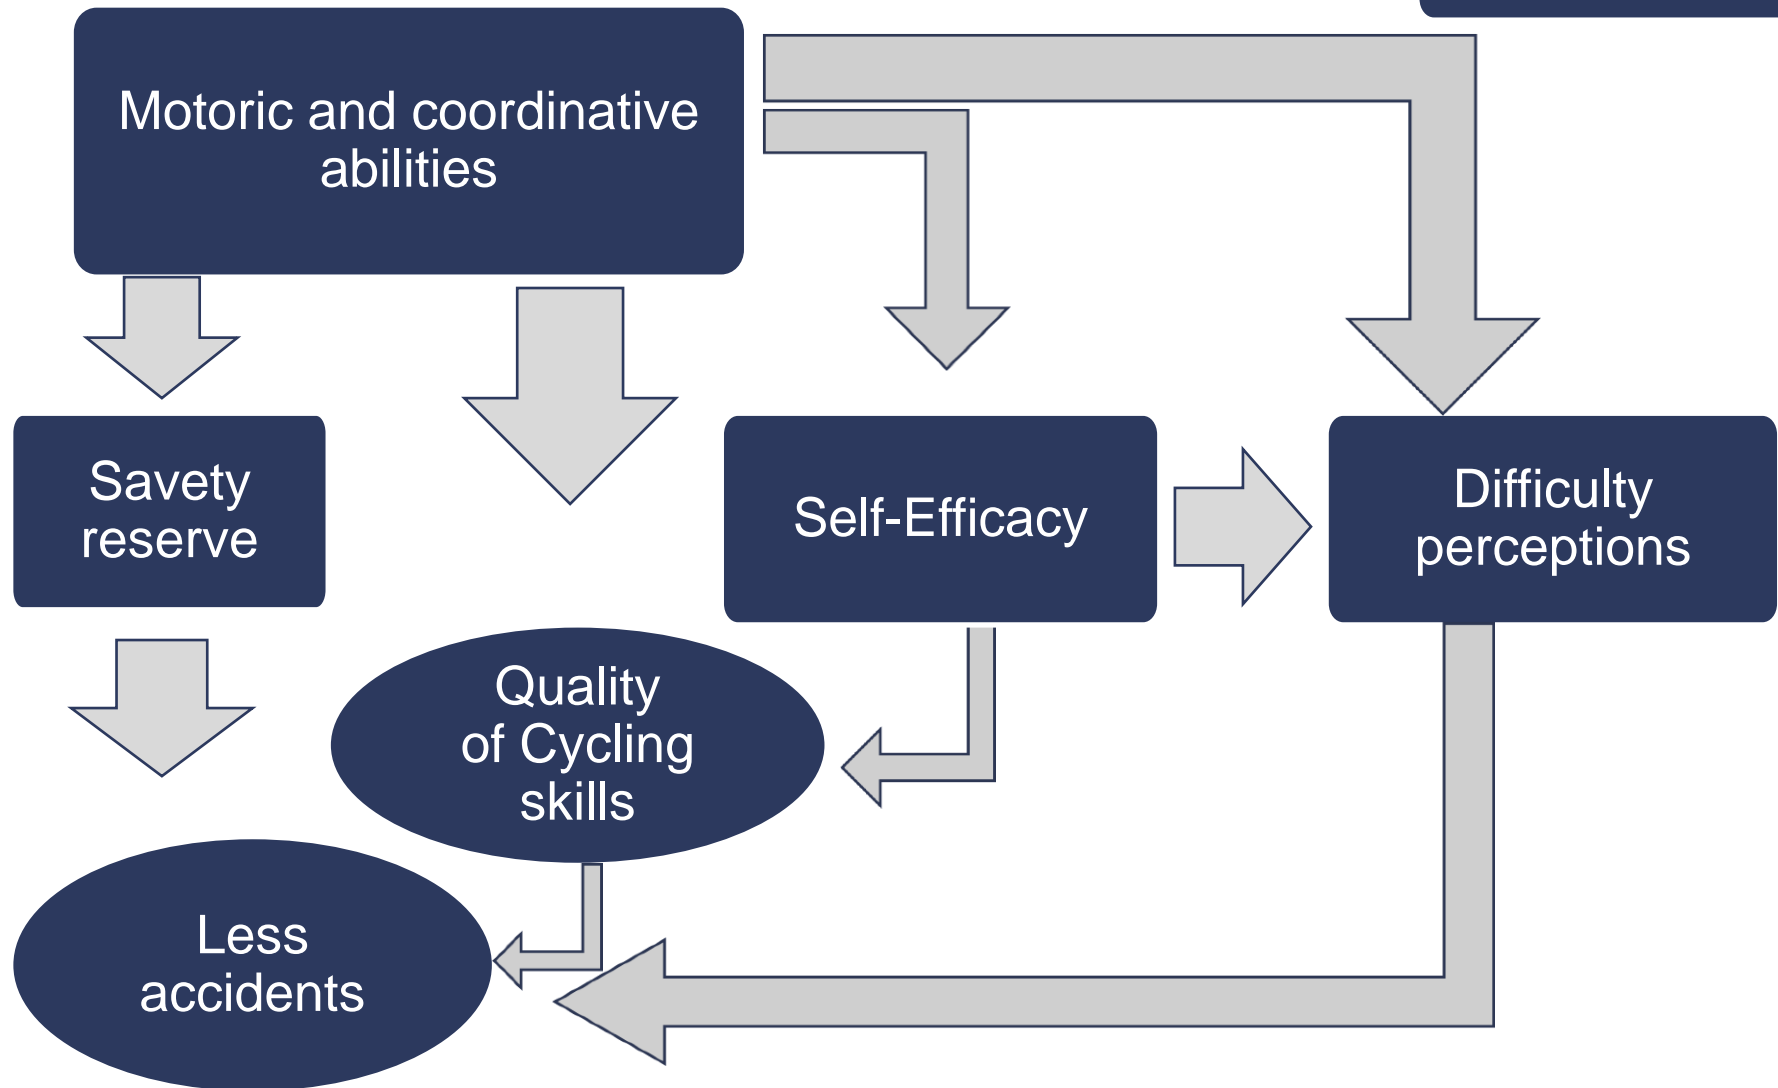 Motoric and coordinative
abilities
Savety
reserve
Self-Efficacy
Difficulty
perceptions
Quality
of Cycling
skills
Less
accidents